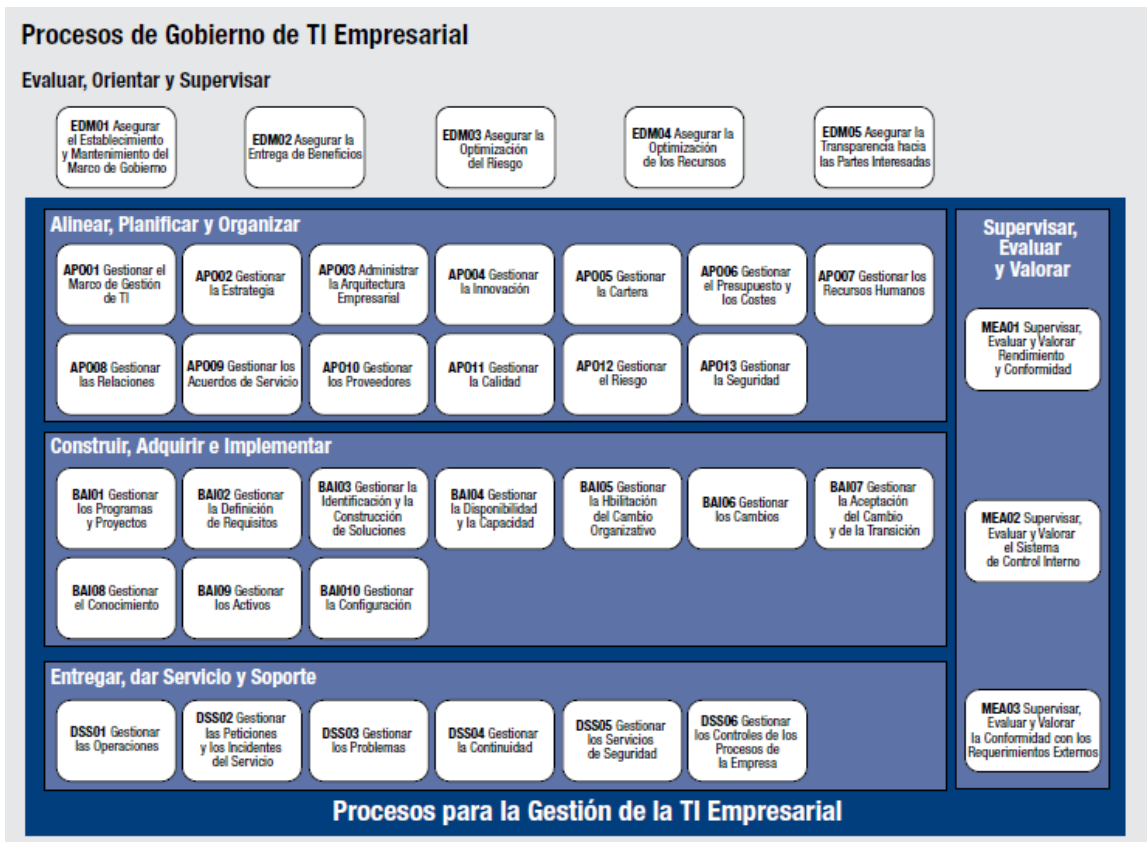 Procesos de Gobierno de TI Empresarial
Evaluar, Orientar y Supervisar
EDM01 Asegurar
el Establecimiento
y Mantenimiento del
Marco de Gobierno
EDM02 Asegurar la
Entrega de Beneficios
EDM03 Asegurar la
Optimización
del Riesgo
EDM04 Asegurar la
Optimización
de los Recursos
EDM05 Asegurar la
Transparencia hacia
las Partes Interesadas
Alinear, Planificar y Organizar
APO01 Gestionar el
Marco de Gestión
de TI
APO02 Gestionar
la Estrategia
APO03 Administrar
la Arquitectura
Empresarial
APO04 Gestionar
la Innovación
APO05 Gestionar
la Cartera
APO06 Gestionar
el Presupuesto y
los Costes
APO07 Gestionar los
Recursos Humanos
APO08 Gestionar
las Relaciones
APO09 Gestionar los
Acuerdos de Servicio
APO10 Gestionar
los Proveedores
APO11 Gestionar
la Calidad
APO12 Gestionar
el Riesgo
APO13 Gestionar
la Seguridad
Construir, Adquirir e Implementar
BAI01 Gestionar
los Programas
y Proyectos
BAI02 Gestionar
la Definición
de Requisitos
BAI03 Gestionar la
Identificación y la
Construcción
de Soluciones
BAI04 Gestionar
la Disponibilidad
y la Capacidad
BAI05 Gestionar
la Hbilitación
del Cambio
Organizativo
BAI06 Gestionar
los Cambios
BAI07 Gestionar
la Aceptación
del Cambio
y de la Transición
BAI08 Gestionar
el Conocimiento
BAI09 Gestionar
los Activos
BAI010 Gestionar
la Configuración
Entregar, dar Servicio y Soporte
DSS01 Gestionar
las Operaciones
DSS02 Gestionar
las Peticiones
y los Incidentes
del Servicio
DSS03 Gestionar
los Problemas
DSS04 Gestionar
la Continuidad
DSS05 Gestionar
los Servicios
de Seguridad
DSS06 Gestionar
los Controles de los
Procesos de
la Empresa
Supervisar,
Evaluar
y Valorar
MEA01 Supervisar,
Evaluar y Valorar
Rendimiento
y Conformidad
MEA02 Supervisar,
Evaluar y Valorar
el Sistema
de Control Interno
MEA03 Supervisar,
Evaluar y Valorar
la Conformidad con los
Requerimientos Externos
Procesos para la Gestión de la TI Empresarial